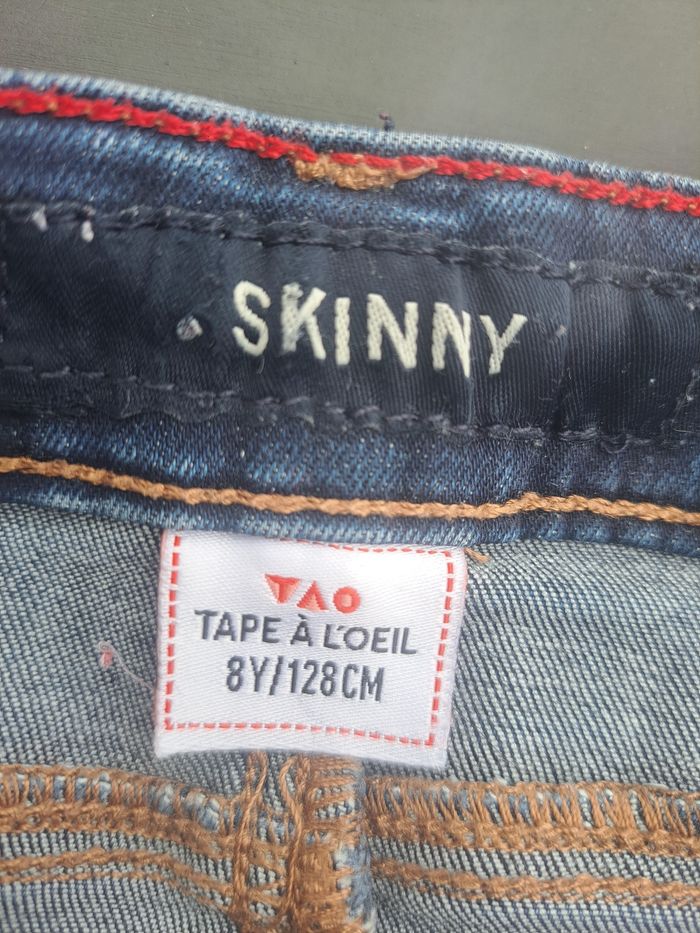 SKINNY
TAO
TAPE À L'OEIL
8Y/128CM